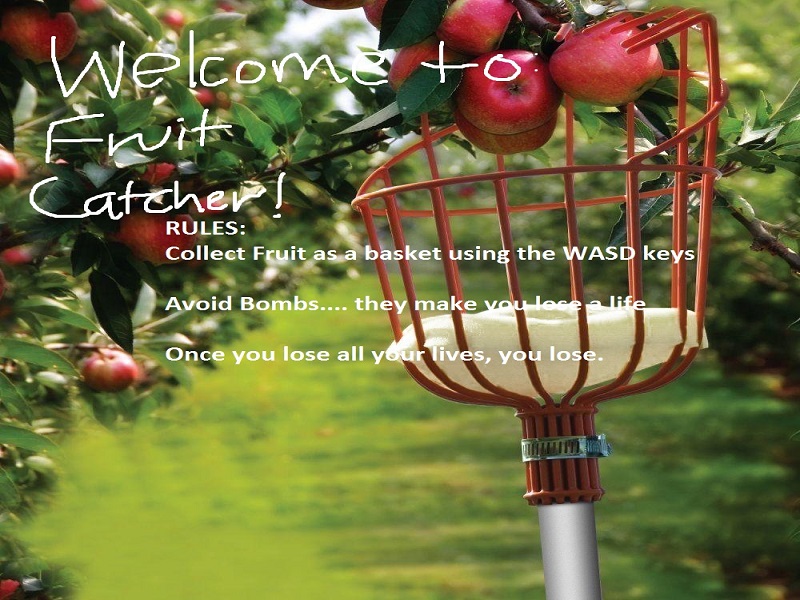 Welcome to
Fruit
Catcher!
RULES:
Collect Fruit as a basket using the WASD keys
Avoid Bombs.... they make you lose a life
Once you lose all your lives, you lose.